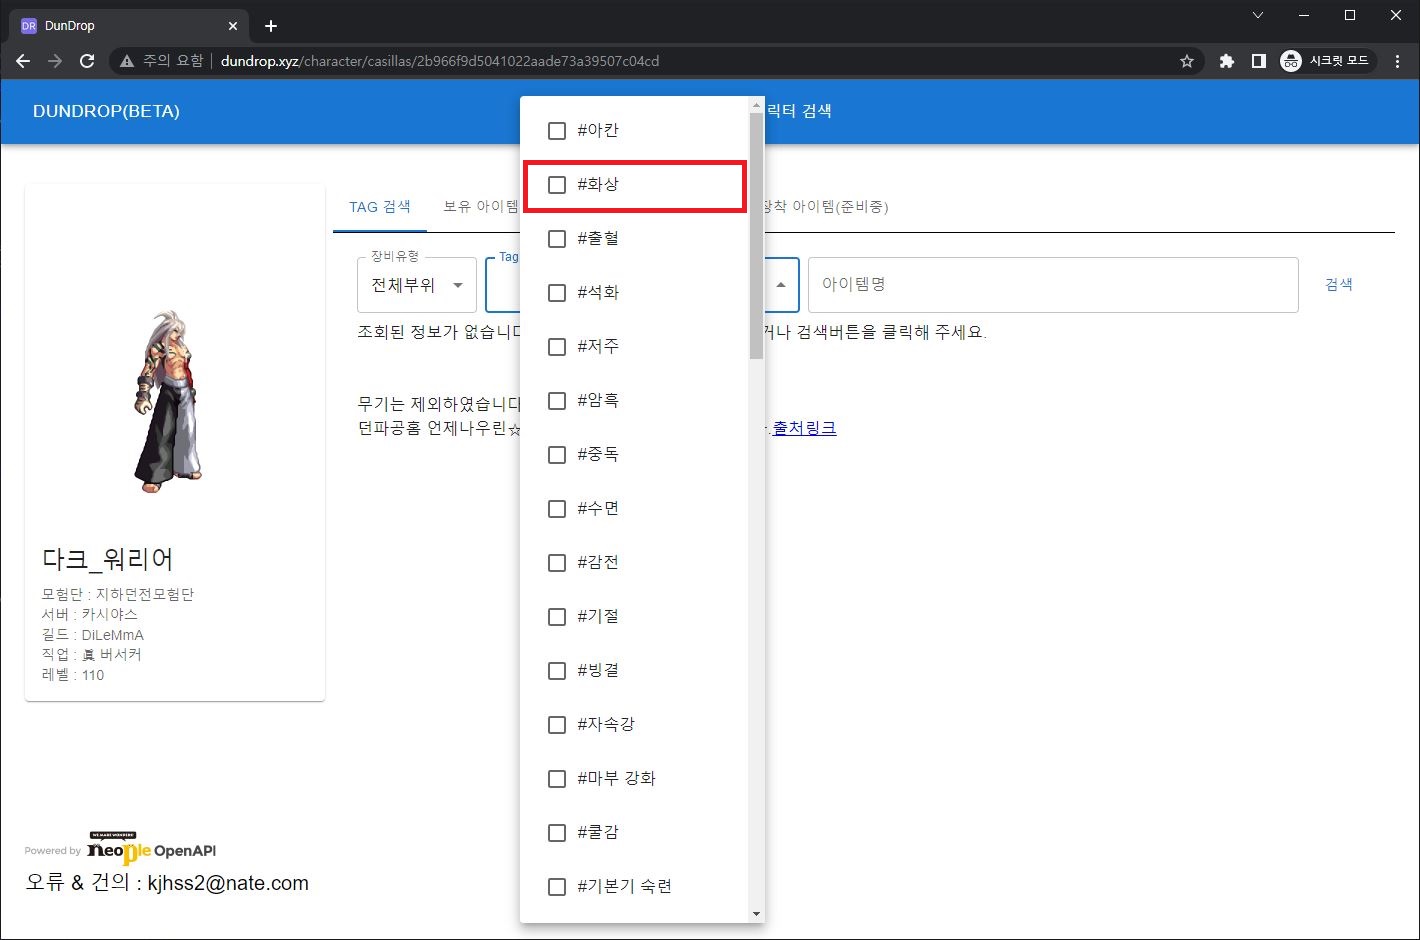 DR DunDrop
주의 요함 dundrop.xyz/character/casillas/2b966f9d5041022aade73a39507c04cd
시크릿 모드
DUNDROP(BETA)
릭터 검색
TAG 검색
보유 아이템
장착 아이템(준비중)
장비유형
전체부위
Tag
아이템명
검색
조회된 정보가 없습니다
거나 검색버튼을 클릭해 주세요.
무기는 제외하였습니다
던파공홈 언제나우린☆
.출처링크
#아칸
#화상
#출혈
#석화
#저주
#암흑
#중독
#수면
#감전
#기절
#빙결
#자속강
#마부 강화
#쿨감
#기본기 숙련
다크_워리어
모험단 : 지하던전모험단
서버 : 카시야스
길드 : DiLeMmA
직업 : 眞 버서커
레벨 : 110
WE MAKE WONDERS!
Powered by neople OpenAPI
오류 & 건의 : kjhss2@nate.com